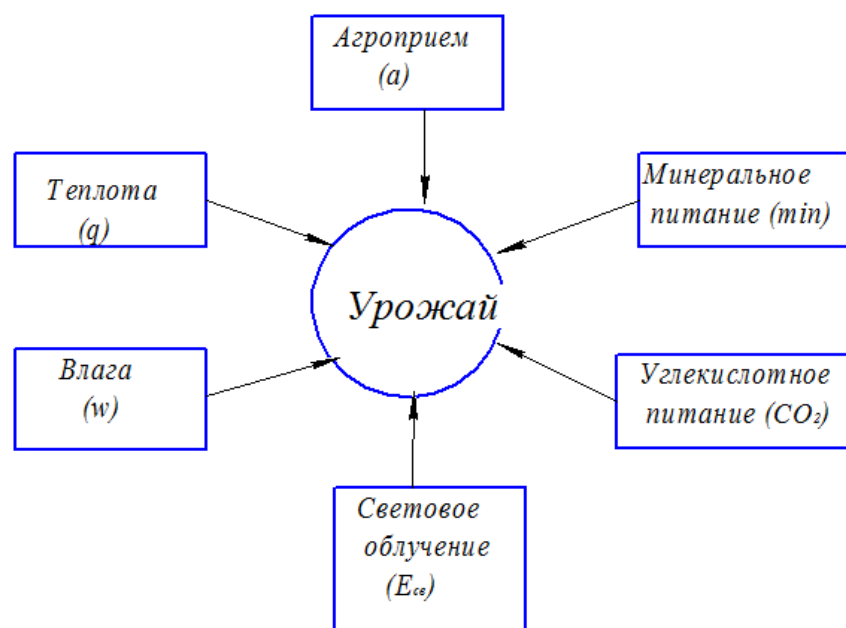 Агроприем
(а)
Теплота
(q)
Минеральное
питание (min)
Урожай
Влага
(w)
Углекислотное
питание (CO₂)
Световое
облучение
(Eсв)